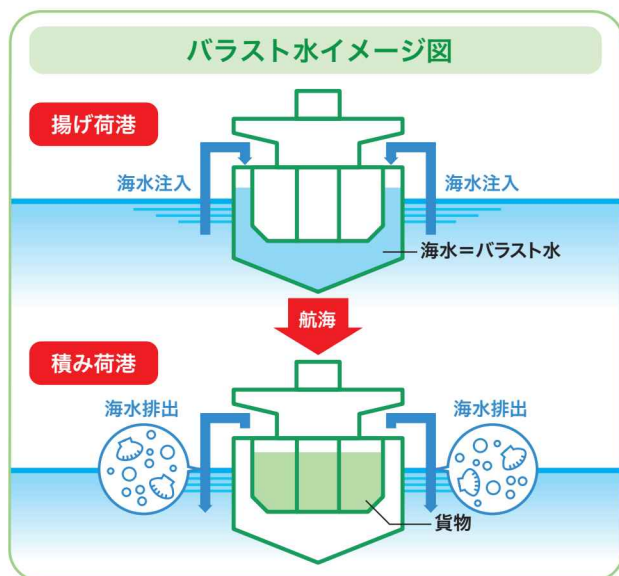 バラスト水イメージ図
揚げ荷港
海水注入
海水注入
海水＝バラスト水
航海
積み荷港
海水排出
海水排出
貨物